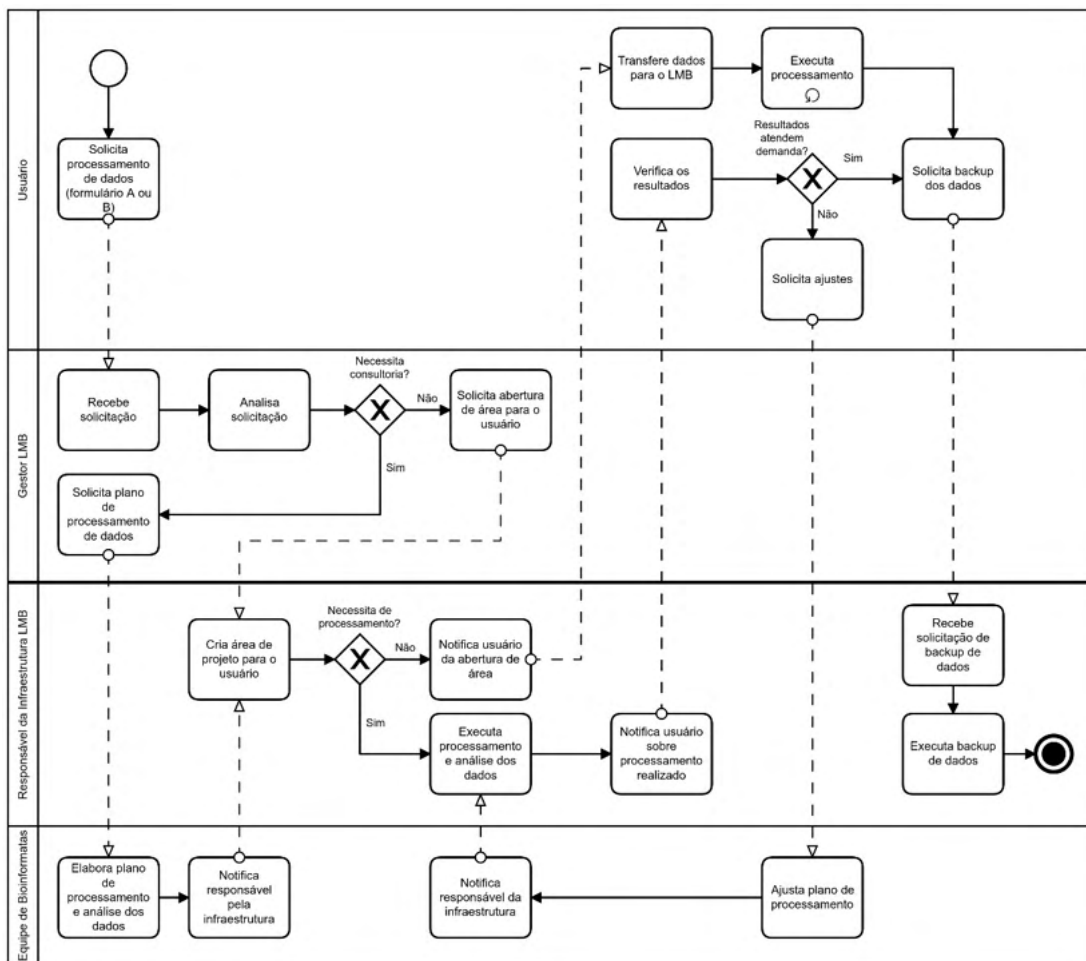 Usuário
Solicita
processamento
de dados
(formulário A ou
B)
Transfere dados
para o LMB
Executa
processamento
Verifica os
resultados
Resultados
atendem
demanda?
Sim
Não
Solicita backup
dos dados
Solicita ajustes
Gestor LMB
Recebe
solicitação
Analisa
solicitação
Necessita
consultoria?
Não
Sim
Solicita abertura
de área para o
usuário
Solicita plano
de
processamento
de dados
Responsável da Infraestrutura LMB
Cria área de
projeto para o
usuário
Necessita de
processamento?
Não
Sim
Notifica usuário
da abertura de
área
Executa
processamento
e análise dos
dados
Notifica usuário
sobre
processamento
realizado
Recebe
solicitação de
backup de
dados
Executa backup
de dados
Equipe de Bioinformatas
Elabora plano
de
processamento
e análise dos
dados
Notifica
responsável
pela
infraestrutura
Notifica
responsável da
infraestrutura
Ajusta plano de
processamento